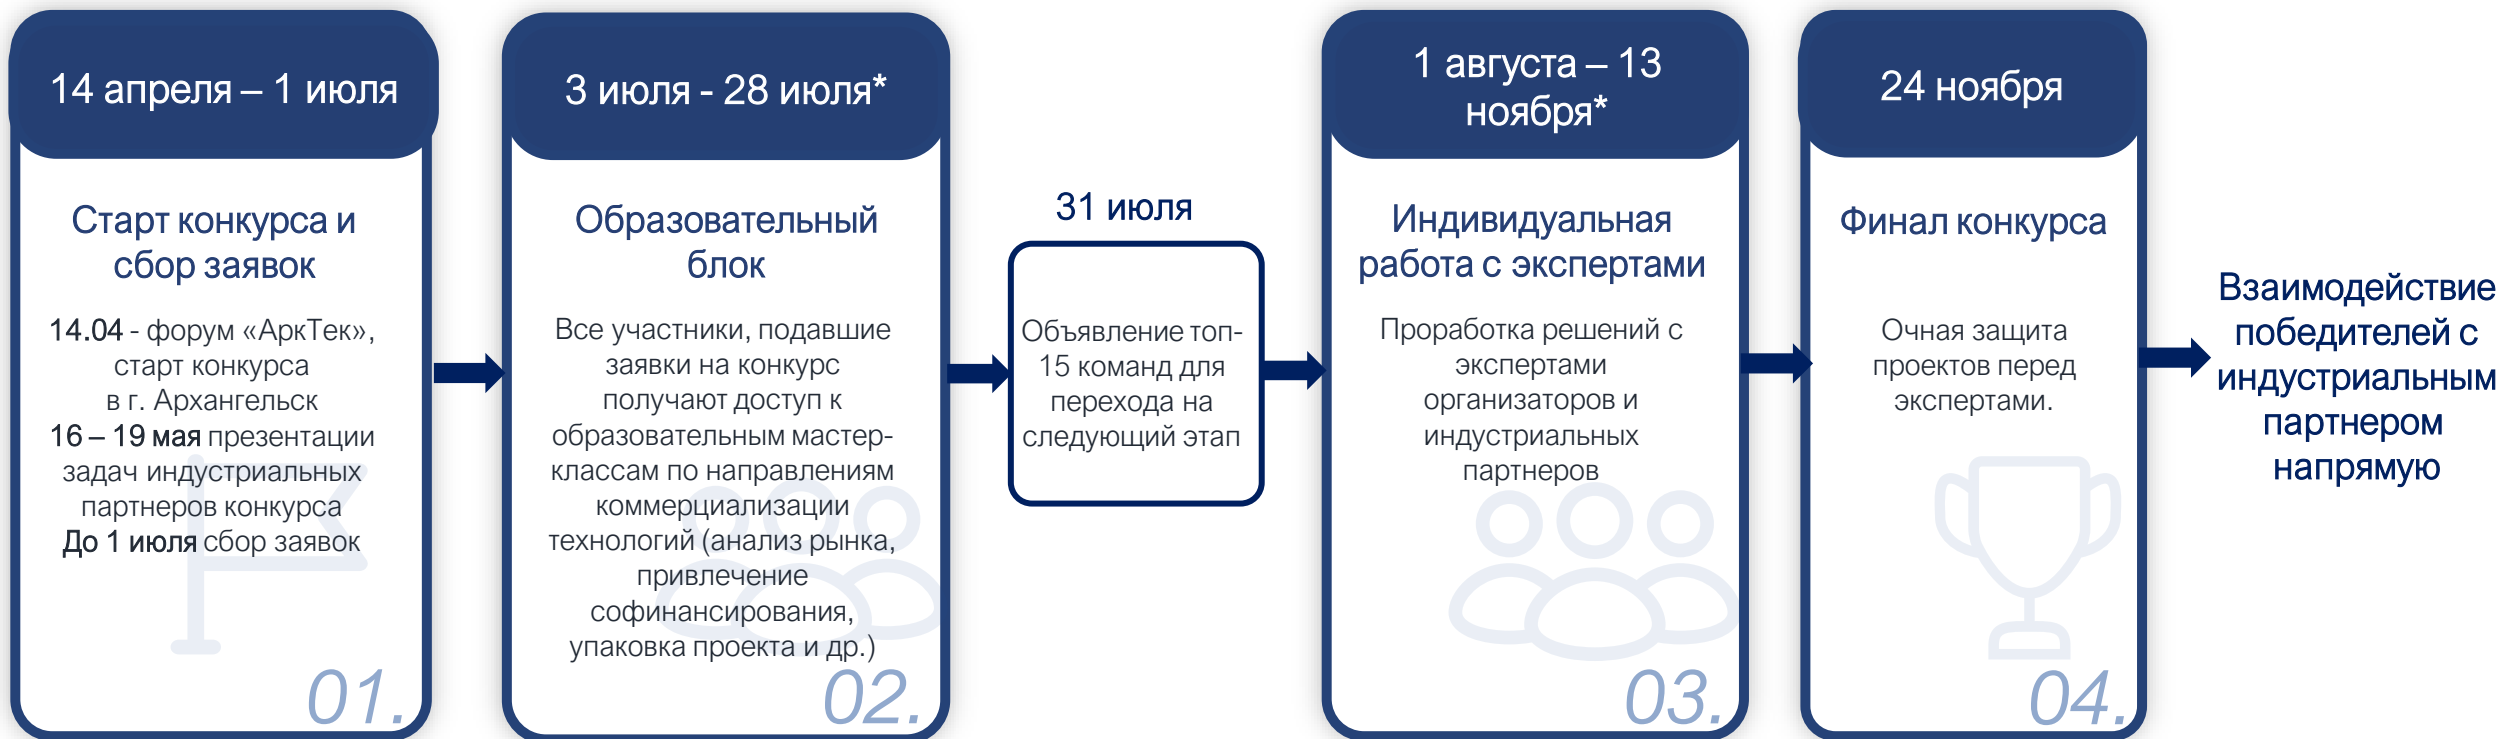 14 апреля – 1 июля
Старт конкурса и
сбор заявок
14.04 - форум «АркТек»,
старт конкурса
в г. Архангельск
16 – 19 мая презентации
задач индустриальных
партнеров конкурса
До 1 июля сбор заявок
01.
3 июля - 28 июля*
Образовательный
блок
Все участники, подавшие
заявки на конкурс
получают доступ к
образовательным мастер-
классам по направлениям
коммерциализации
технологий (анализ рынка,
привлечение
софинансирования,
упаковка проекта и др.)
02.
31 июля
Объявление топ-
15 команд для
перехода на
следующий этап
1 августа – 13
ноября*
Индивидуальная
работа с экспертами
Проработка решений с
экспертами
организаторов и
индустриальных
партнеров
03.
24 ноября
Финал конкурса
Очная защита
проектов перед
экспертами.
04.
Взаимодействие
победителей с
индустриальным
партнером
напрямую